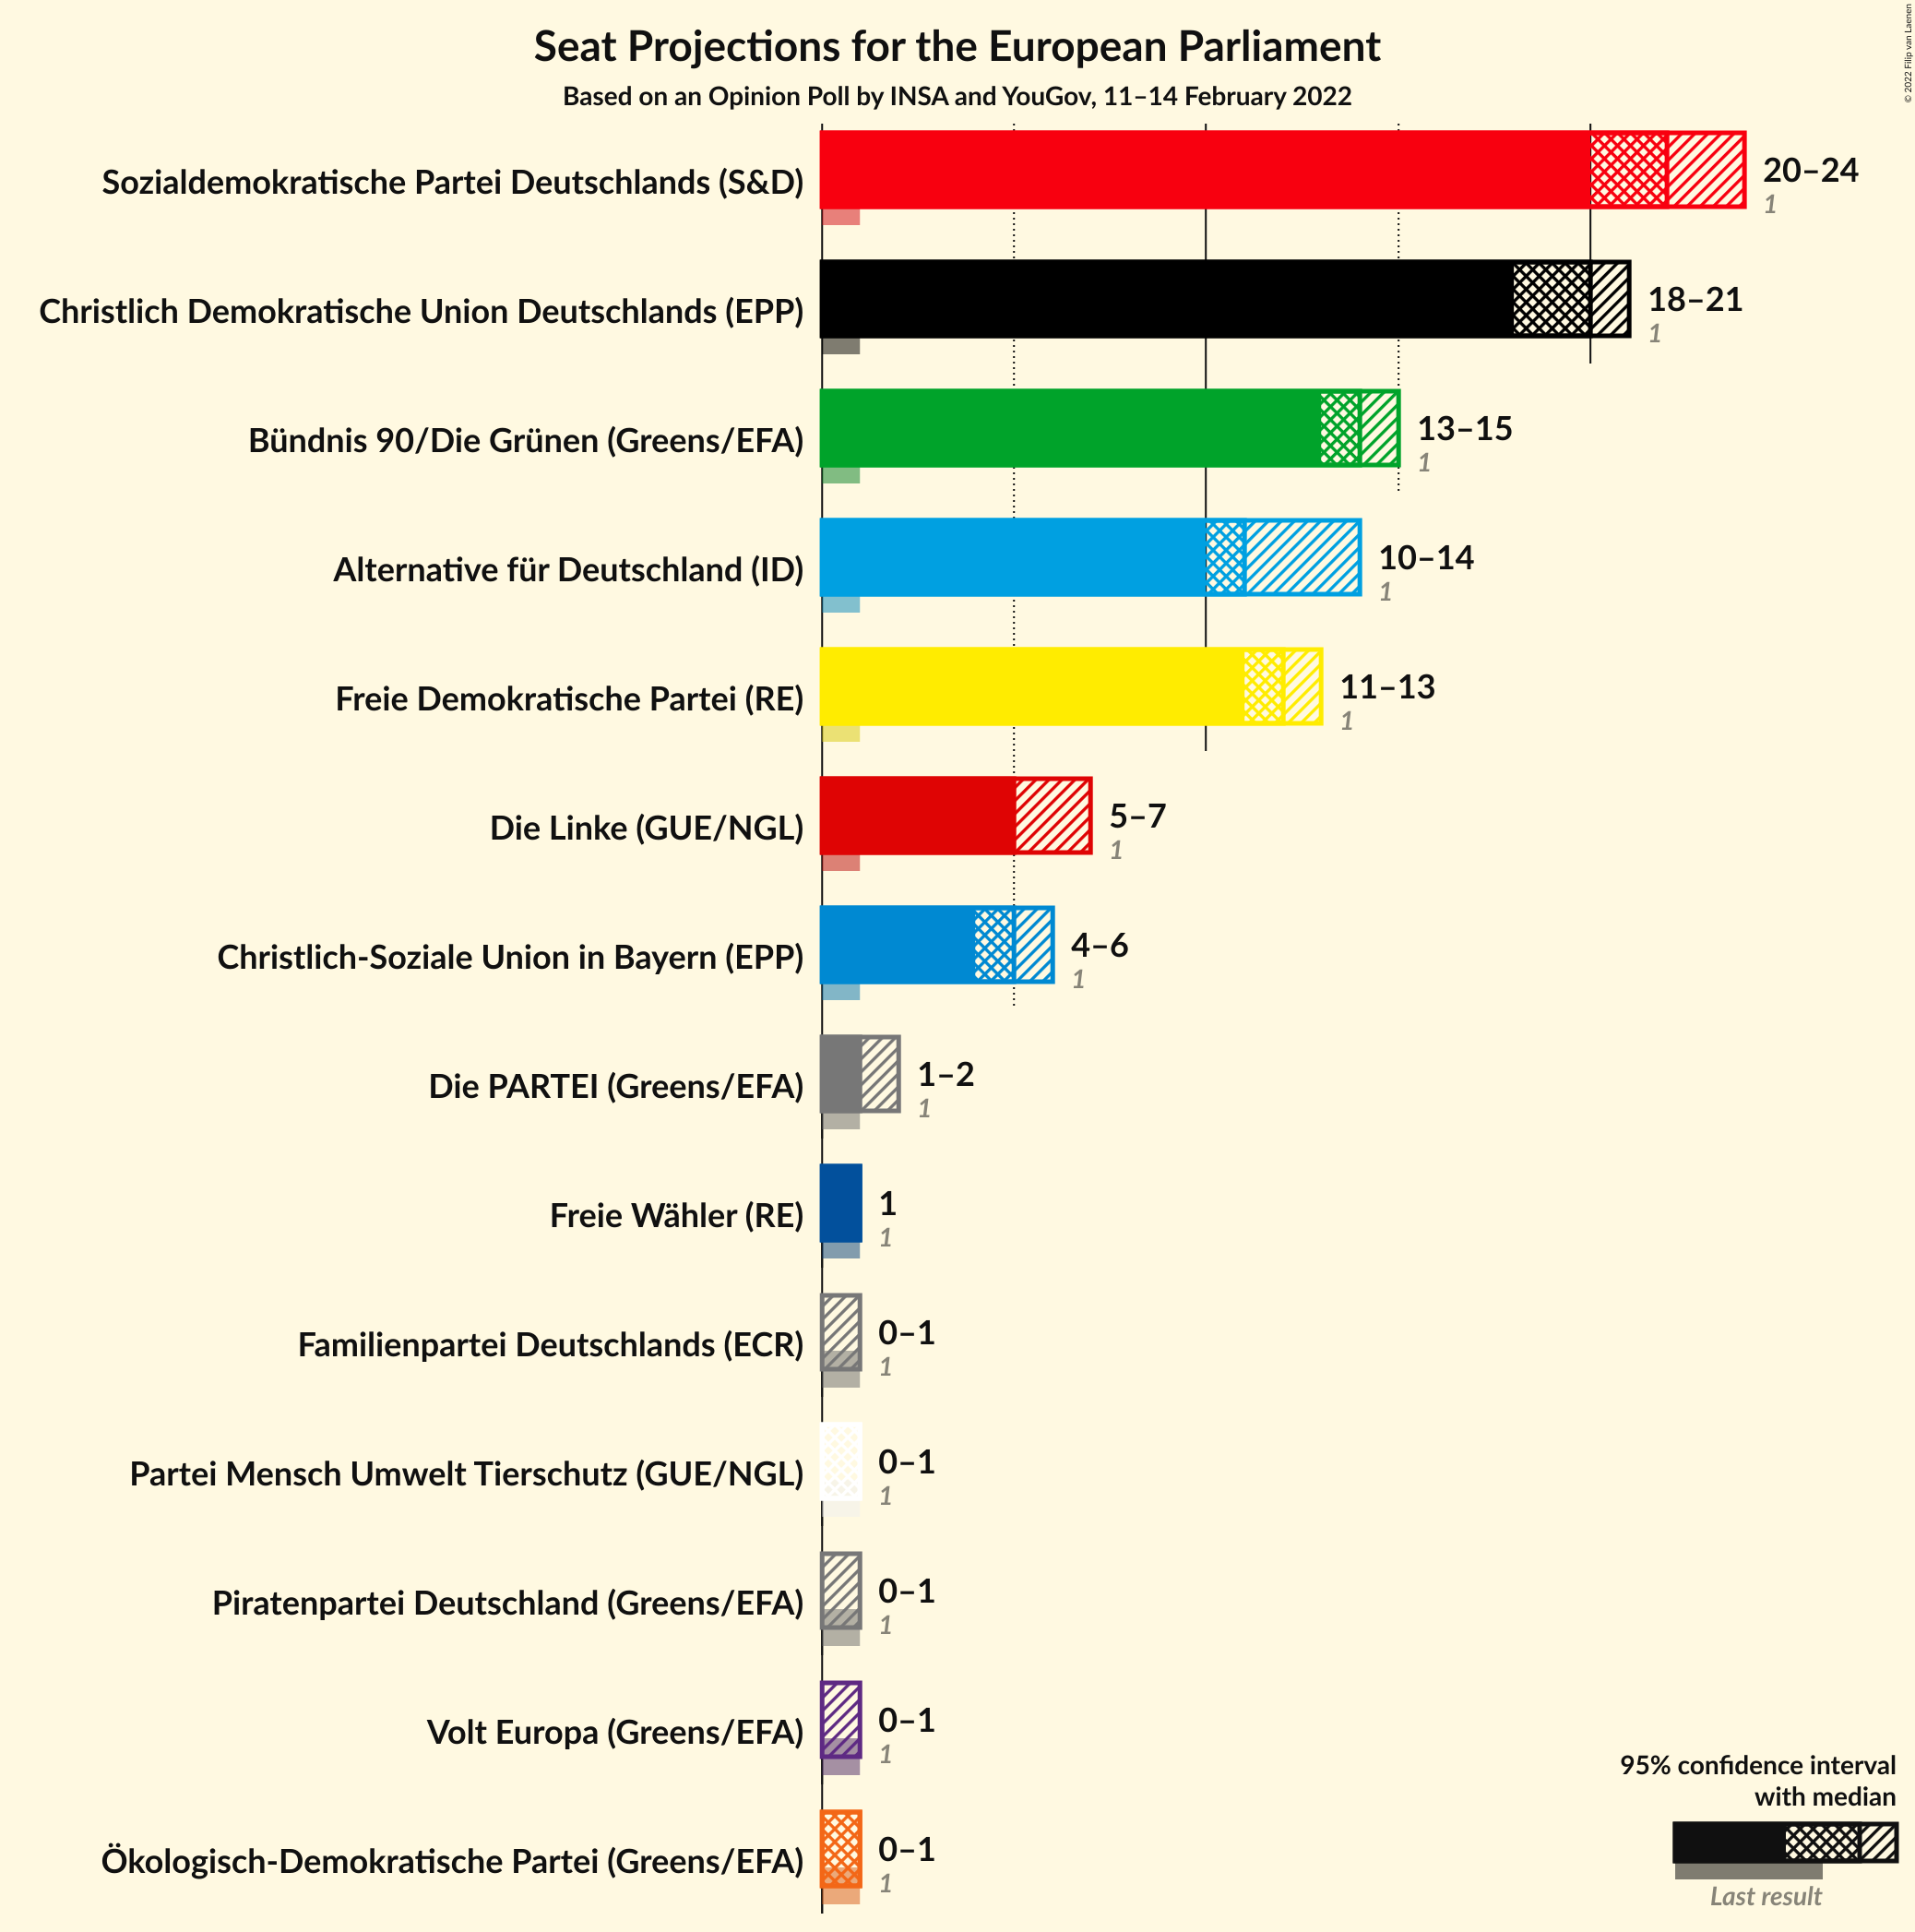 Seat Projections for the European Parliament
Based on an Opinion Poll by INSA and YouGov, 11–14 February 2022
© 2022 Filip van Laenen
Sozialdemokratische Partei Deutschlands (S&D)
20–24
1
Christlich Demokratische Union Deutschlands (EPP)
18–21
1
Bündnis 90/Die Grünen (Greens/EFA)
13–15
1
Alternative für Deutschland (ID)
10–14
1
Freie Demokratische Partei (RE)
11–13
1
Die Linke (GUE/NGL)
5–7
1
Christlich-Soziale Union in Bayern (EPP)
4–6
1
Die PARTEI (Greens/EFA)
1–2
1
Freie Wähler (RE)
1
1
Familienpartei Deutschlands (ECR)
0–1
1
Partei Mensch Umwelt Tierschutz (GUE/NGL)
0–1
1
Piratenpartei Deutschland (Greens/EFA)
0–1
1
Volt Europa (Greens/EFA)
0–1
1
Ökologisch-Demokratische Partei (Greens/EFA)
0–1
1
95% confidence interval
with median
Last result